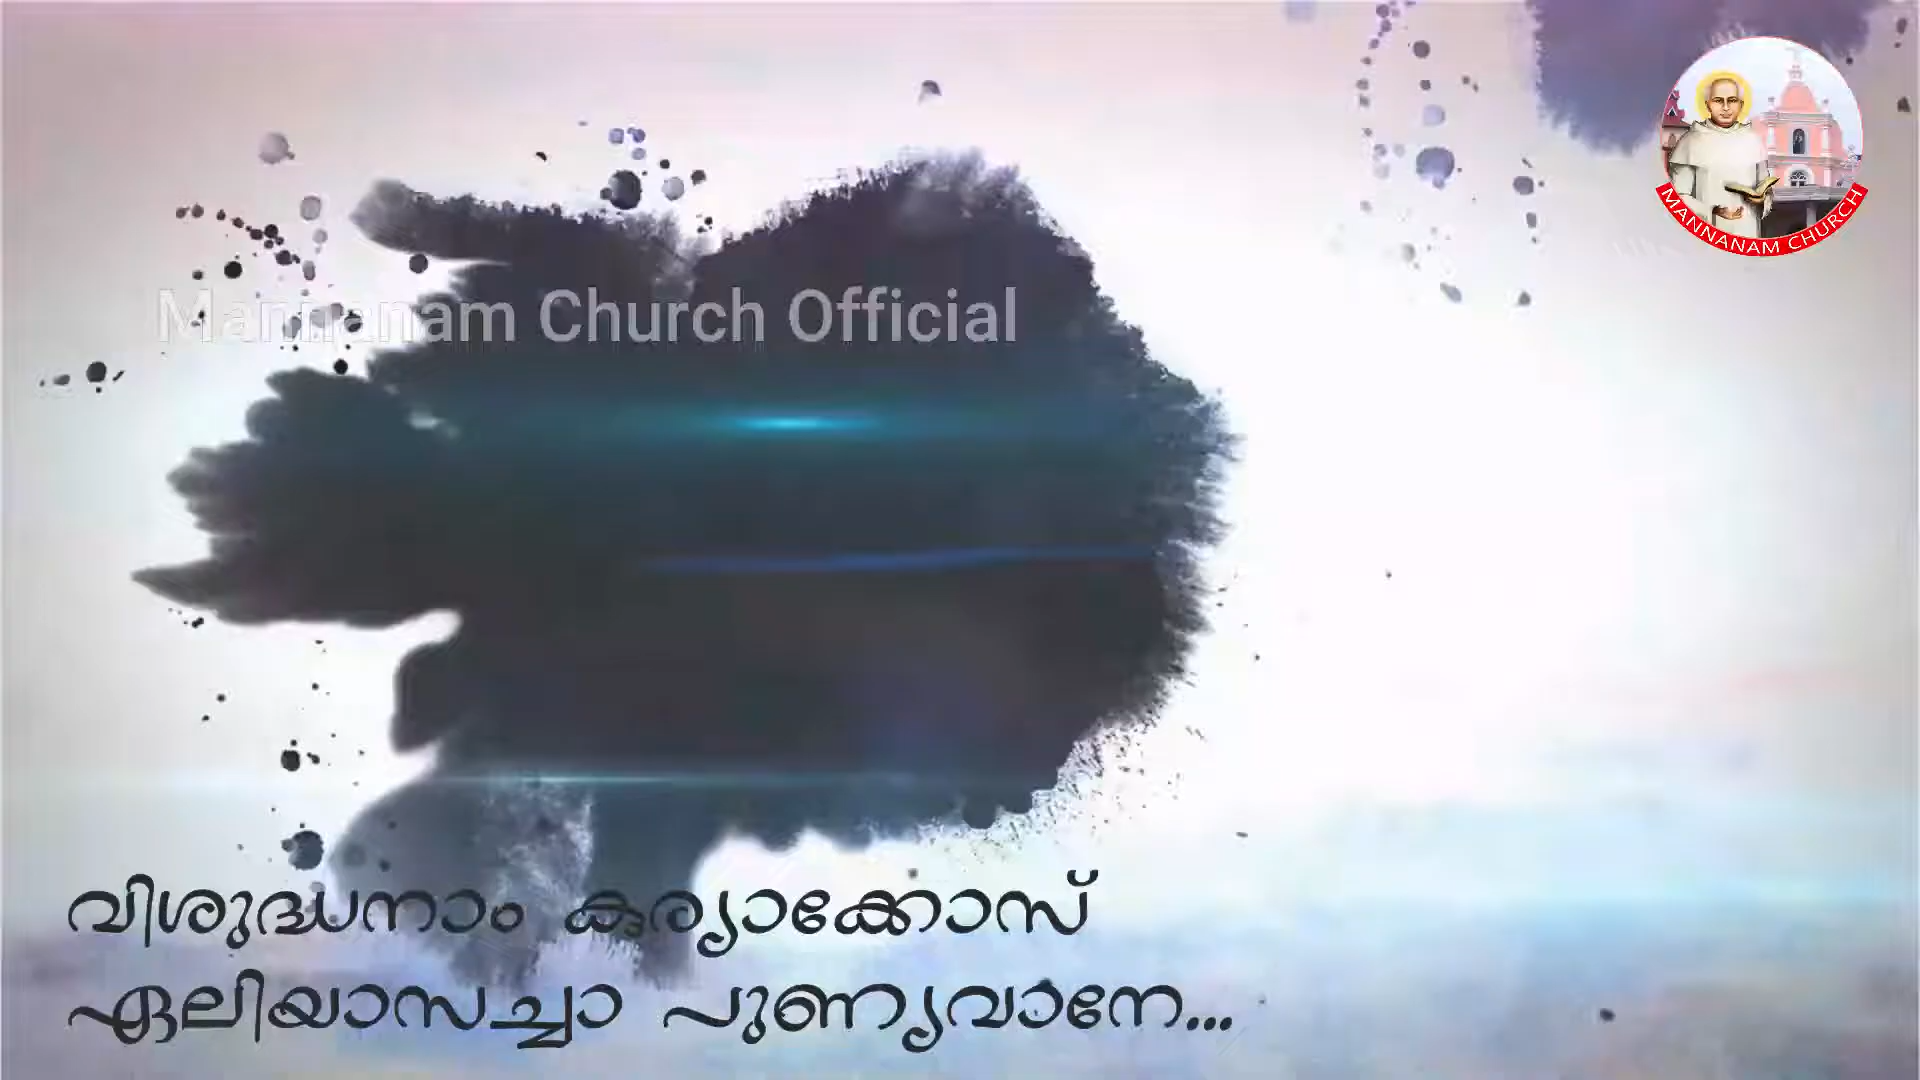 MANNANAM CHURCH
Mannanam Church Official
വിശുദ്ധനാം കുര്യാക്കോസ്
ഏലിയാസച്ചാ പുണ്യവാനേ...